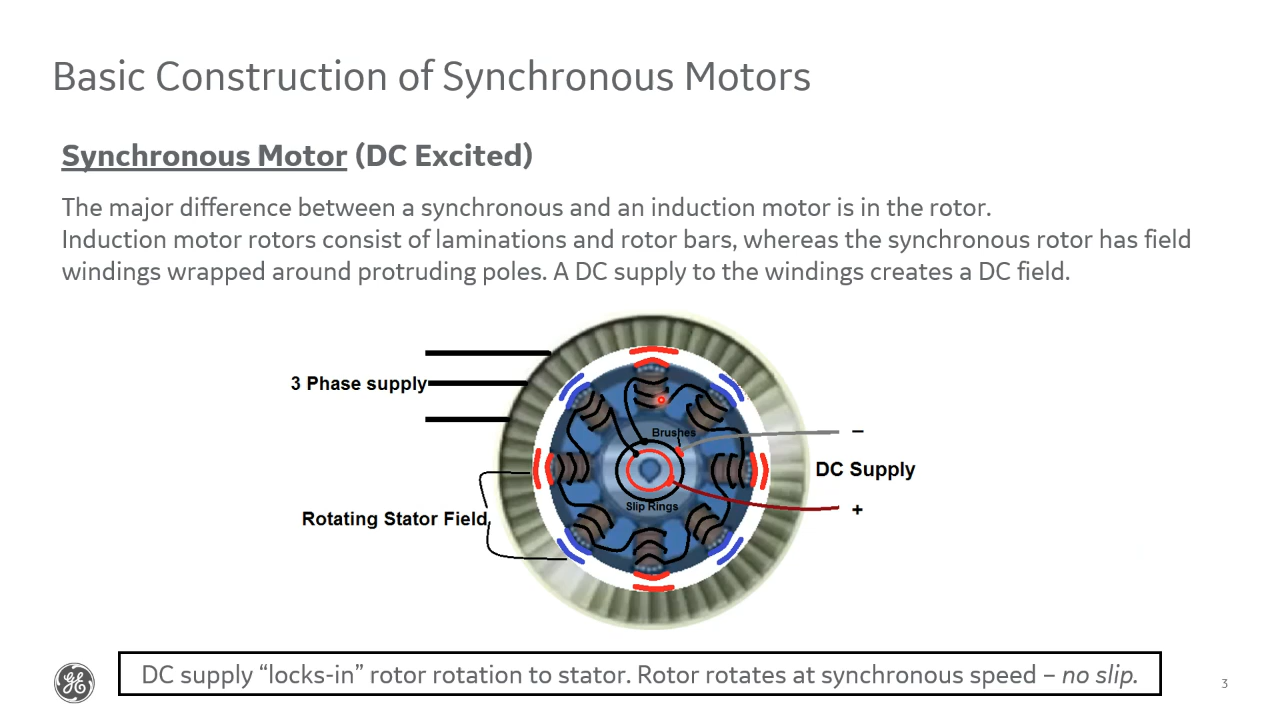 Basic Construction of Synchronous Motors
Synchronous Motor (DC Excited)
The major difference between a synchronous and an induction motor is in the rotor.
Induction motor rotors consist of laminations and rotor bars, whereas the synchronous rotor has field
windings wrapped around protruding poles. A DC supply to the windings creates a DC field.
3 Phase supply
Brushes
–
DC Supply
+
Slip Rings
Rotating Stator Field
DC supply “locks-in” rotor rotation to stator. Rotor rotates at synchronous speed – no slip.
GE
3